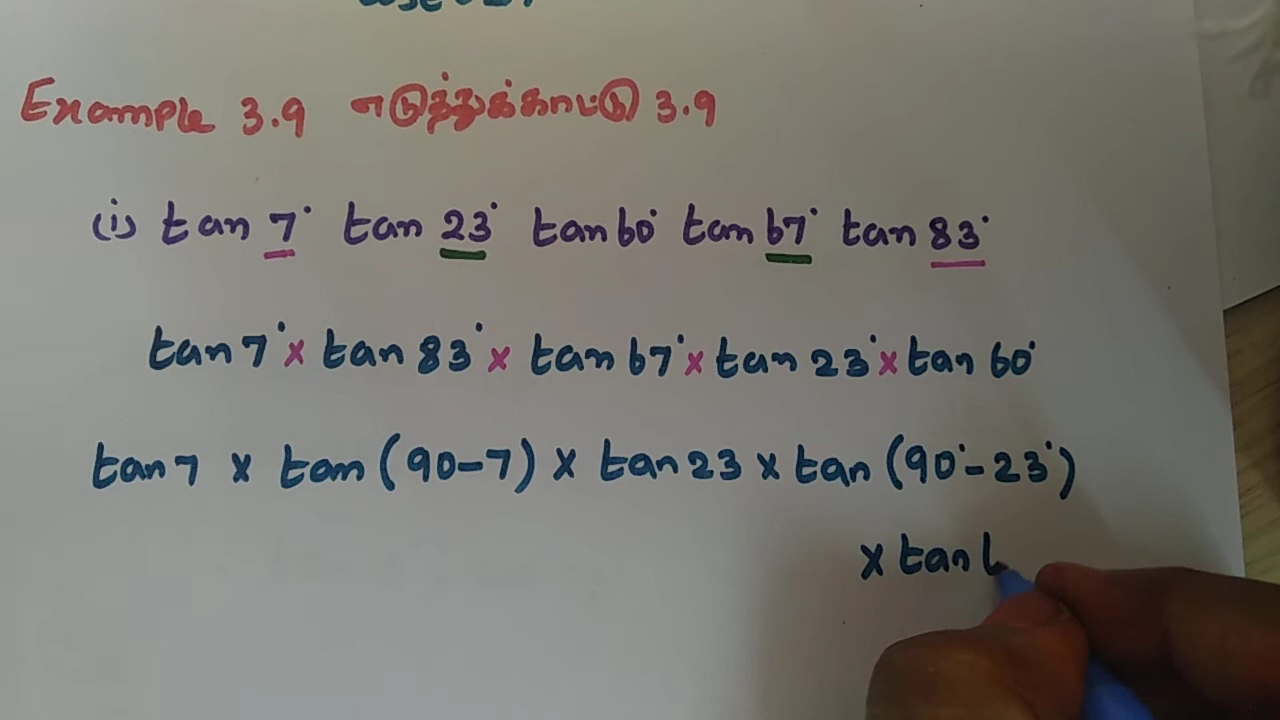 Example 3.9 எடுத்துக்காட்டு 3.9
(i) tan 7° tan 23° tan 60° tan 67° tan 83°
tan 7° x tan 83° x tan 67° x tan 23° x tan 60°
tan 7 x tan (90-7) x tan 23 x tan (90°-23°)
x tan